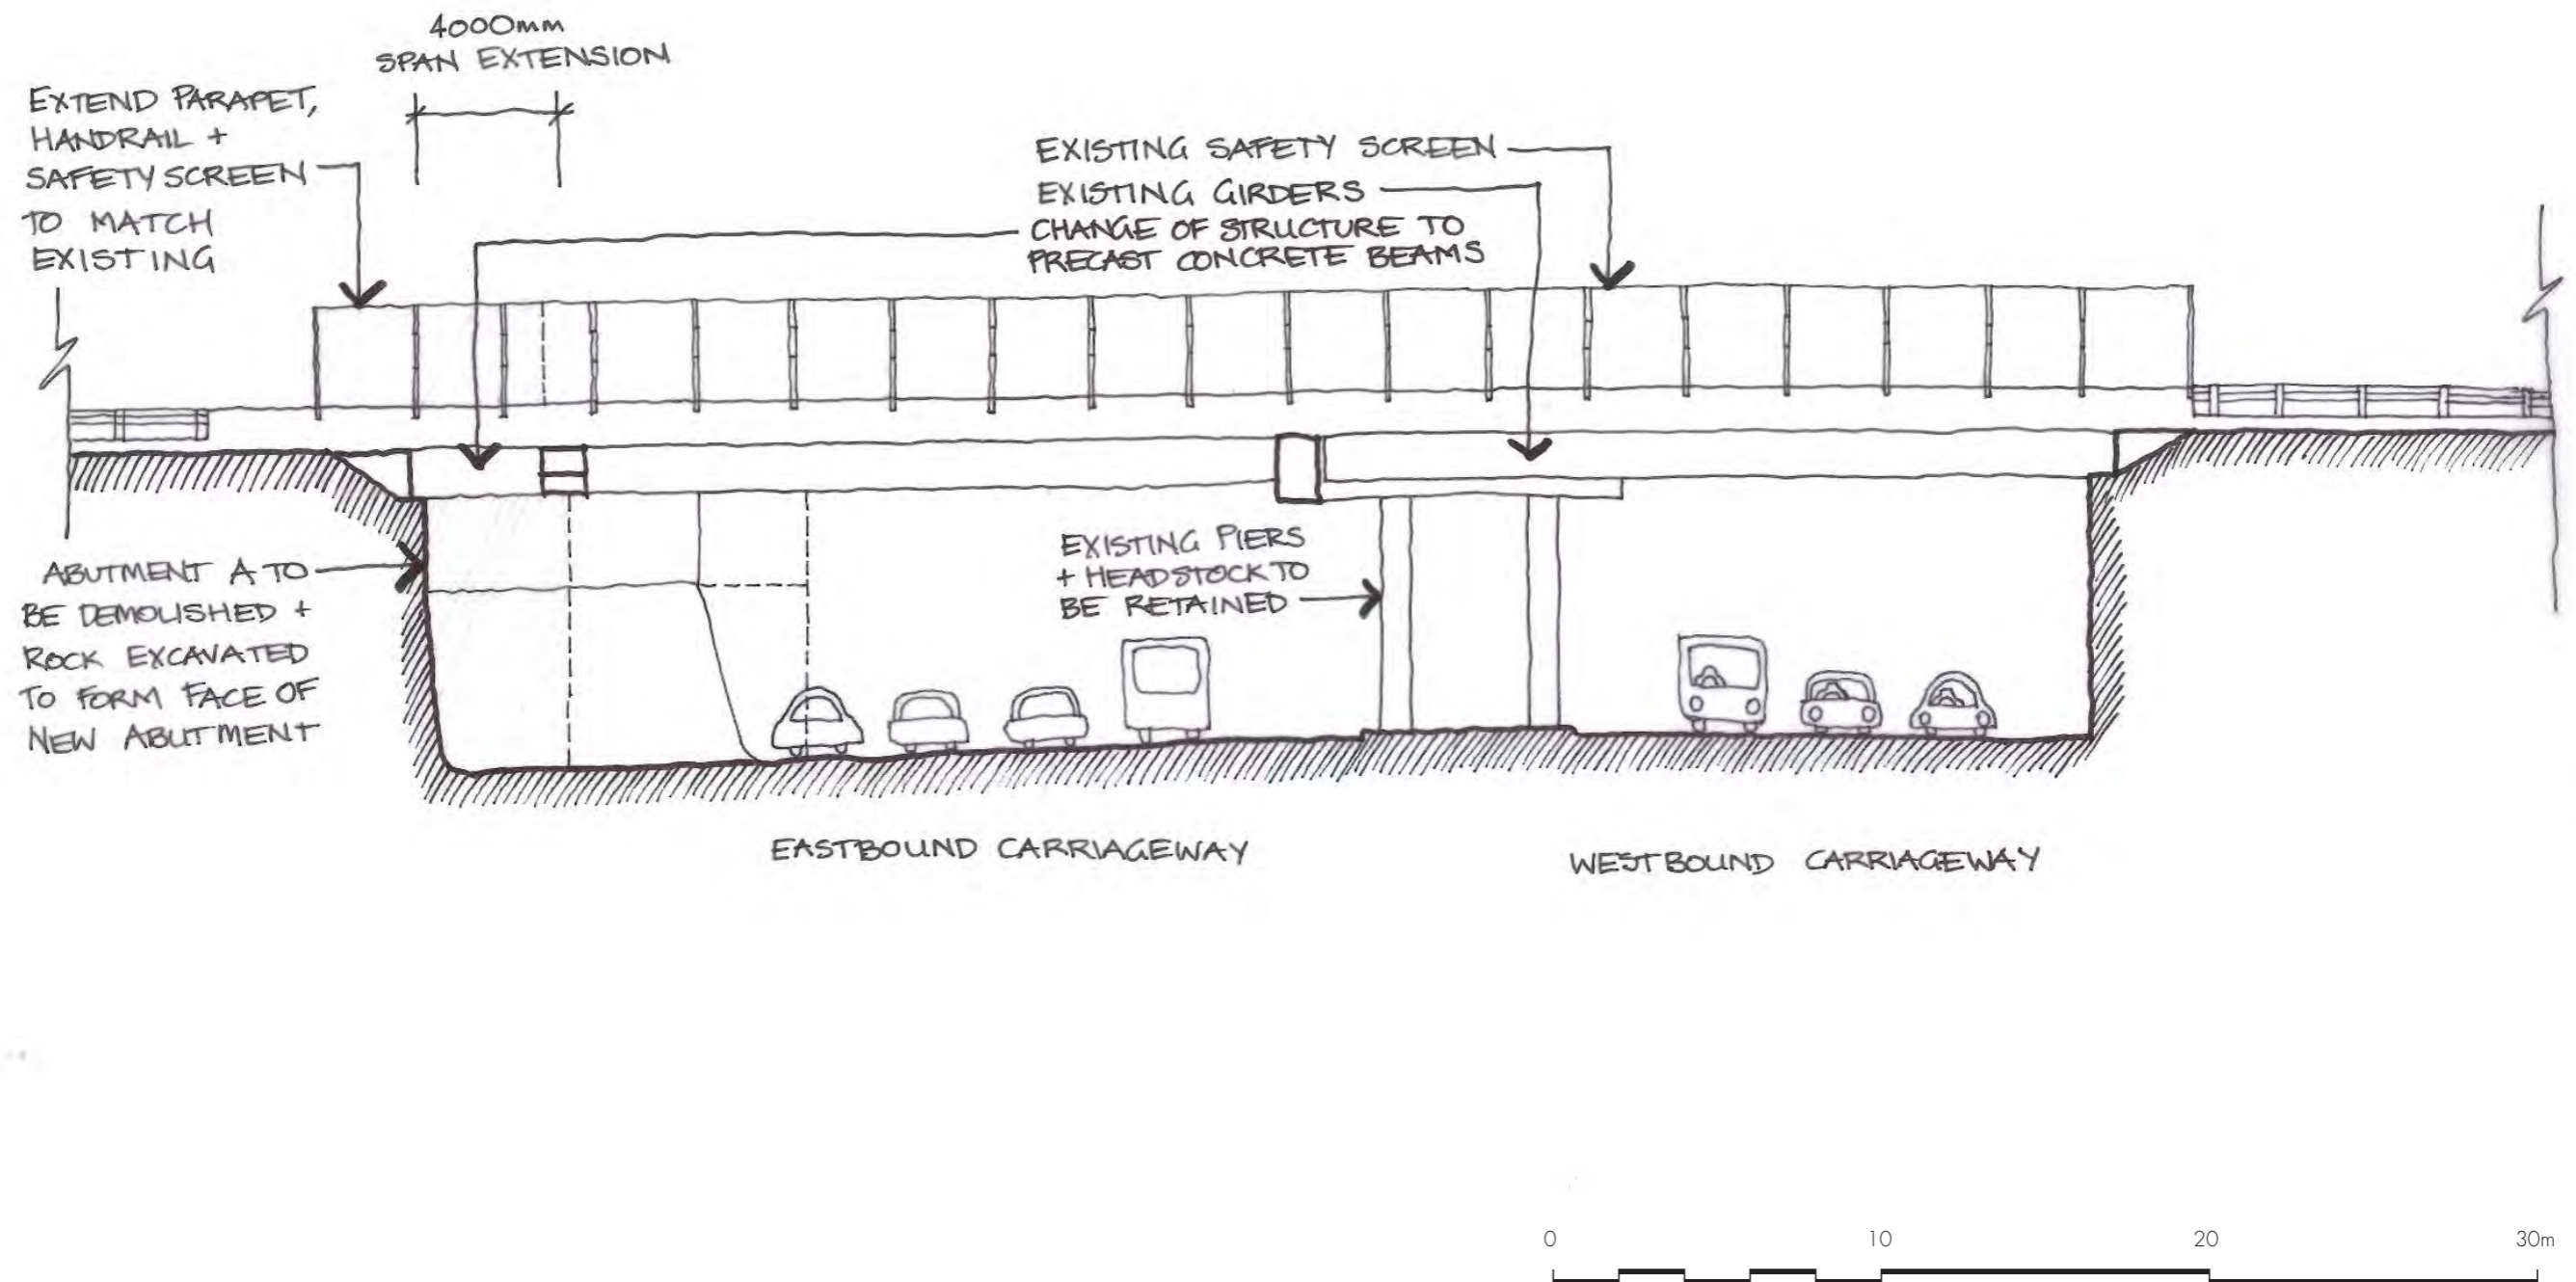 4000mm
SPAN EXTENSION
EXTEND PARAPET,
HANDRAIL +
SAFETY SCREEN
TO MATCH
EXISTING
EXISTING SAFETY SCREEN
EXISTING GIRDERS
CHANGE OF STRUCTURE TO
PRECAST CONCRETE BEAMS
EXISTING PIERS
+ HEADSTOCK TO
BE RETAINED
ABUTMENT A TO
BE DEMOLISHED +
ROCK EXCAVATED
TO FORM FACE OF
NEW ABUTMENT
EASTBOUND CARRIAGEWAY
WESTBOUND CARRIAGEWAY
0 10 20 30m